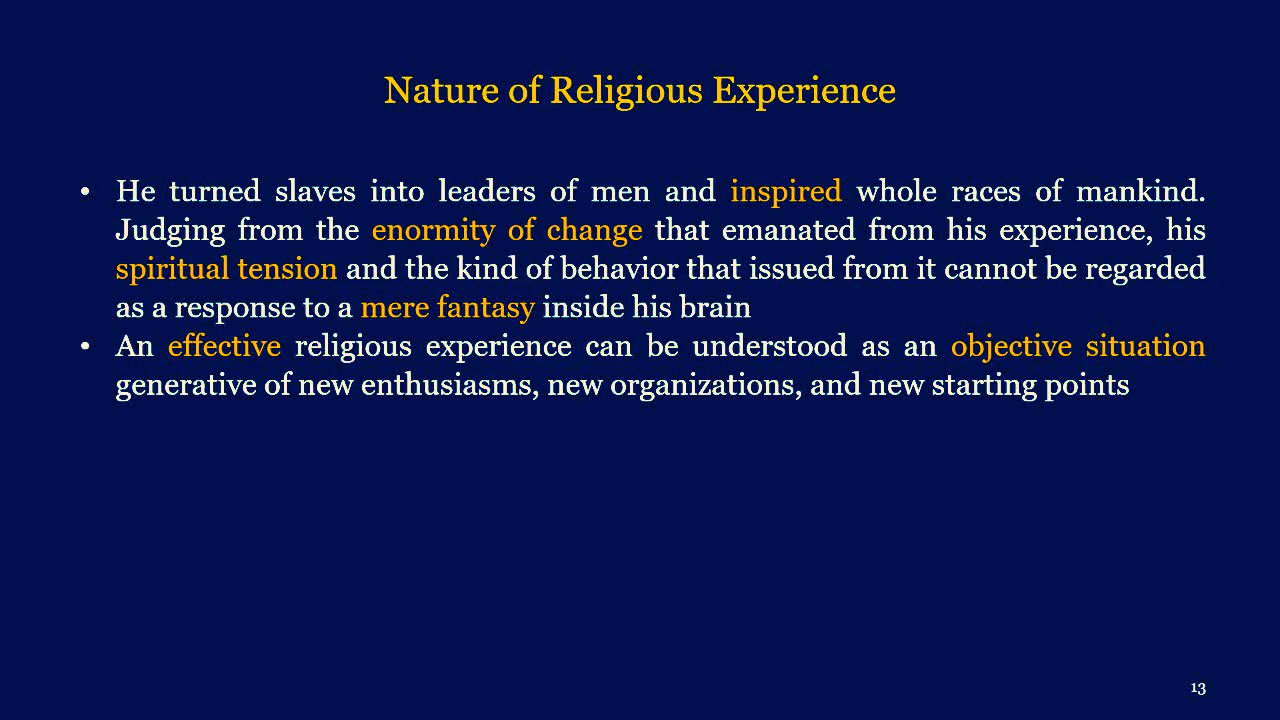 Nature of Religious Experience
• He turned slaves into leaders of men and inspired whole races of mankind.
Judging from the enormity of change that emanated from his experience, his
spiritual tension and the kind of behavior that issued from it cannot be regarded
as a response to a mere fantasy inside his brain
• An effective religious experience can be understood as an objective situation
generative of new enthusiasms, new organizations, and new starting points
13